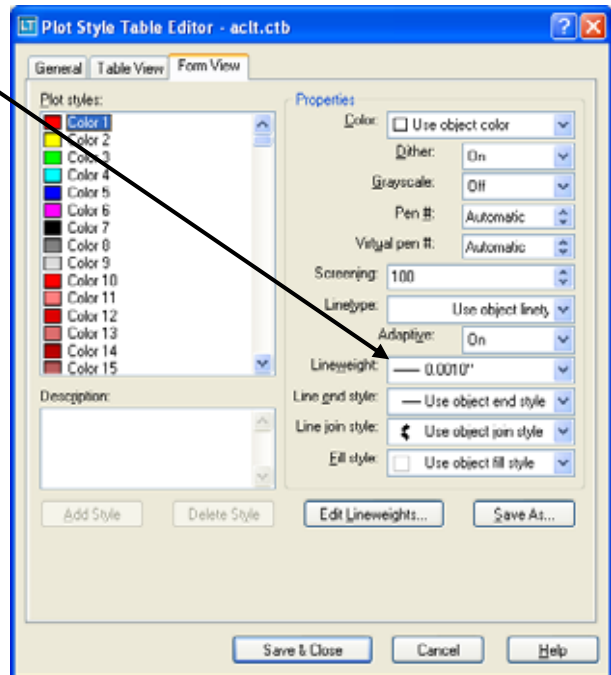 LT Plot Style Table Editor - aclt.ctb
General Table View Form View
Plot styles:
Color 1
Color 2
Color 3
Color 4
Color 5
Color 6
Color 7
Color 8
Color 9
Color 10
Color 11
Color 12
Color 13
Color 14
Color 15
Description:
Add Style Delete Style
Properties
Color: Use object color
Dither: On
Grayscale: Off
Pen #: Automatic
Virtual pen #: Automatic
Screening: 100
Linetype: Use object linety
Adaptive: On
Lineweight: 0.0010"
Line end style: Use object end style
Line join style: Use object join style
Fill style: Use object fill style
Edit Lineweights... Save As...
Save & Close Cancel Help